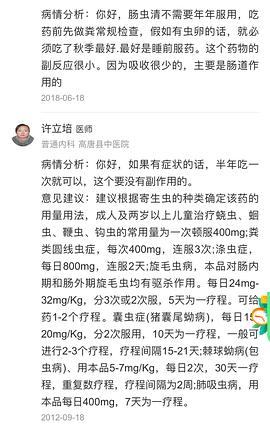 病情分析：你好，肠虫清不需要年年服用，吃
药前先做粪常规检查，假如有虫卵的话，就必
须吃了秋季最好.最好是睡前服药。这个药物的
副反应很小。因为吸收很少的，主要是肠道作
用的
2018-06-18
许立培 医师
普通内科 高唐县中医院
病情分析：你好，如果有症状的话，半年吃一
次就可以，这个要没有副作用的。
意见建议：建议根据寄生虫的种类确定该药的
用量用法，成人及两岁以上儿童治疗蛲虫、蛔
虫、鞭虫、钩虫的常用量为一次顿服400mg;粪
类圆线虫症，每次400mg，连服3次;涤虫症，
每日800mg，连服2天;旋毛虫病，本品对肠内
期和肠外期旋毛虫均有驱杀作用。每日24mg-
32mg/Kg，分3次或2次服，5天为一疗程。可给
药1-2个疗程。囊虫症(猪囊尾蚴病)，每日15
20mg/Kg，分2次服用，10天为一疗程，一般可
进行2-3个疗程，疗程间隔15-21天;棘球蚴病(包
虫病)、用本品5-7mg/Kg，每日2次，30天一疗
程，重复数疗程，疗程间隔为2周;肺吸虫病，用
本品每日400mg，7天为一疗程。
2012-09-18